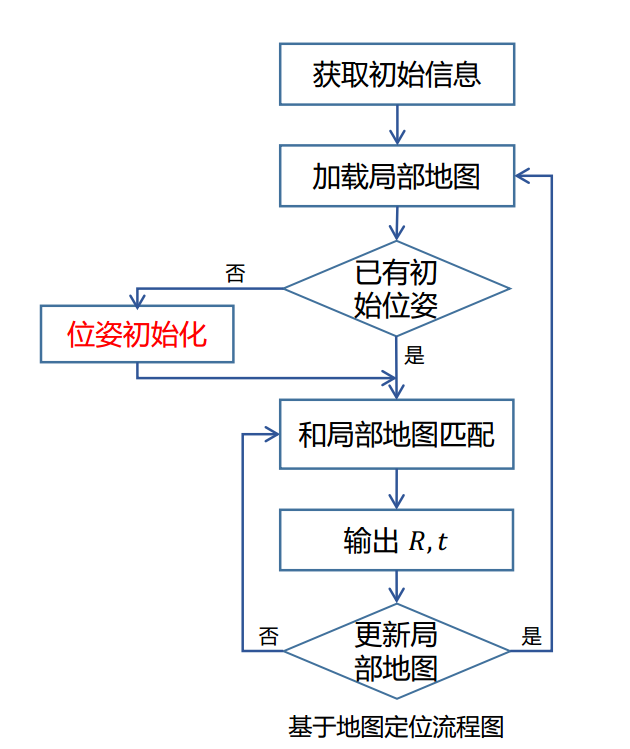 获取初始信息
加载局部地图
已有初
始位姿
否
位姿初始化
是
和局部地图匹配
输出 R, t
更新局
部地图
否
是
基于地图定位流程图